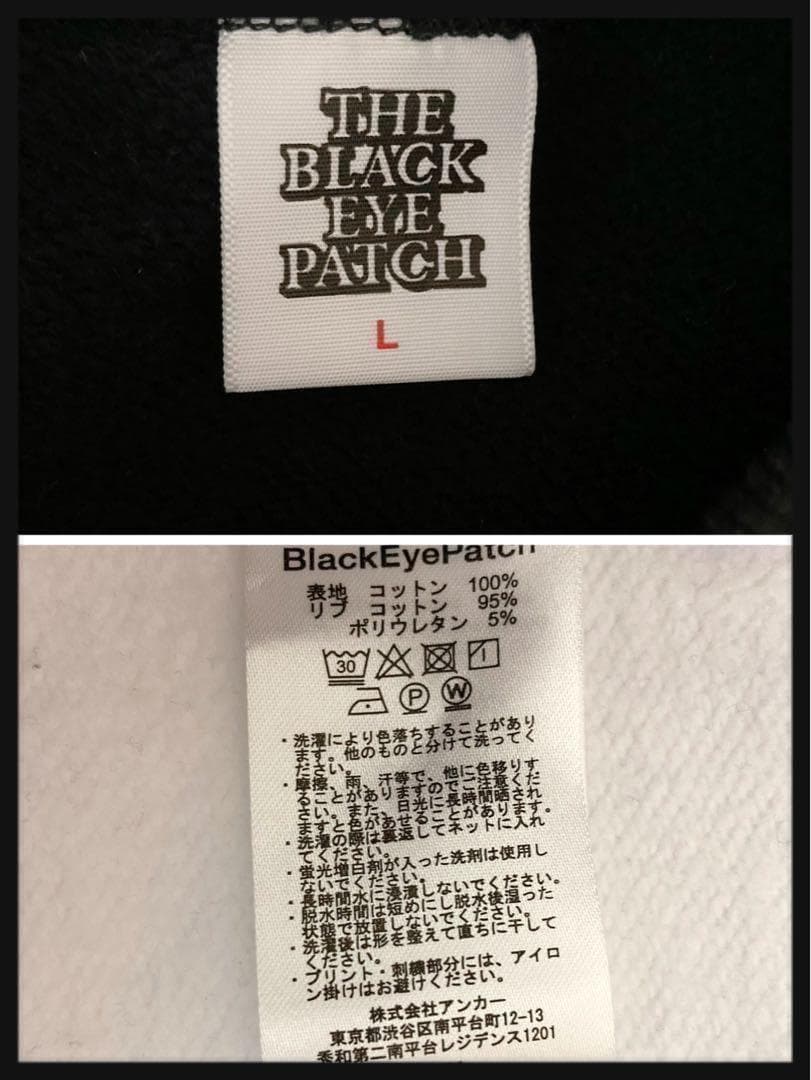 THE
BLACK
EYE
PATCH
L
BlackEyePatch
表地 コットン 100%
リブ コットン 95%
ポリウレタン 5%
30
P
W
・洗濯により色落ちすることがあり
ます。他のものと分けて洗ってく
ださい。
・摩擦、雨、汗等で、他に色移りす
ることがありますのでご注意くだ
さい。また、日光に長時間晒され
ますと色があせることがあります。
・洗濯の際は裏返してネットに入れ
てください。
・蛍光増白剤が入った洗剤は使用し
ないでください。
・長時間水に浸漬しないでください。
・脱水時間は短めにし脱水後湿った
状態で放置しないでください。
・洗濯後は形を整えて直ちに干して
ください。
・プリント・刺繍部分には、アイロ
ン掛けはお避けください。
株式会社アンカー
東京都渋谷区南平台町12-13
秀和第二南平台レジデンス1201